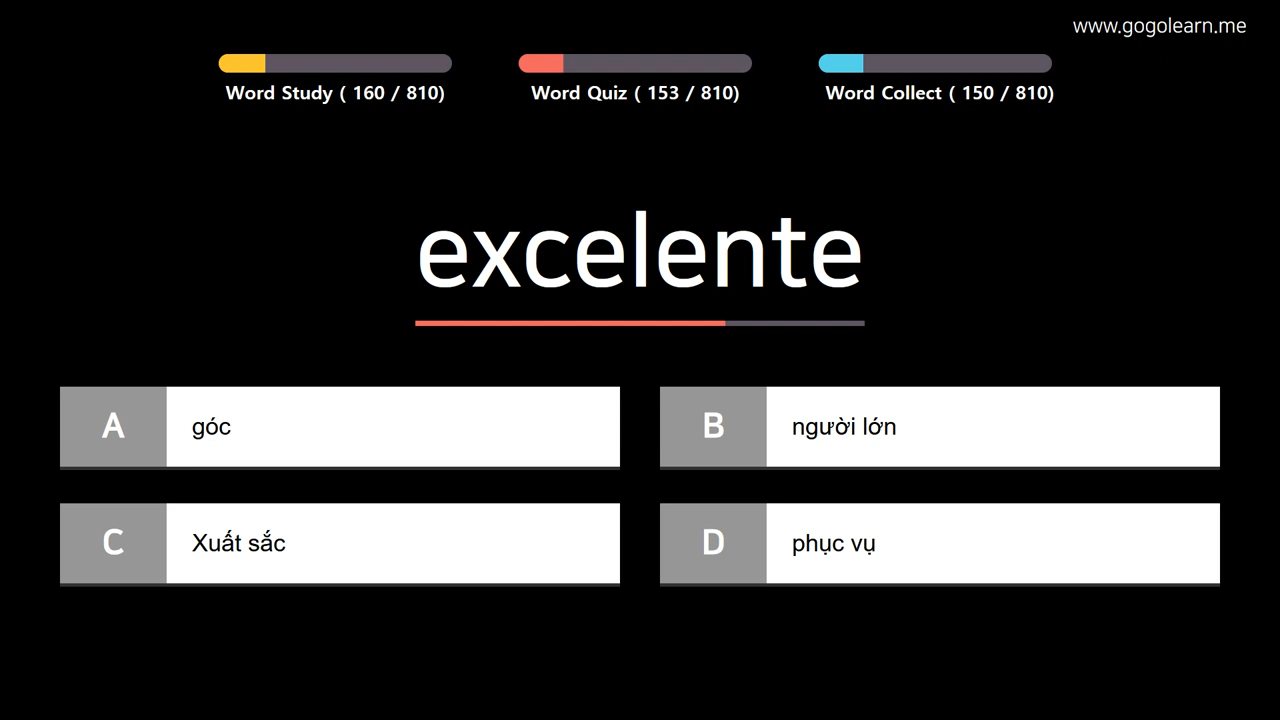 www.gogolearn.me
Word Study ( 160 / 810)
Word Quiz ( 153 / 810)
Word Collect ( 150 / 810)
excelente
A
góc
B
người lớn
C
Xuất sắc
D
phục vụ